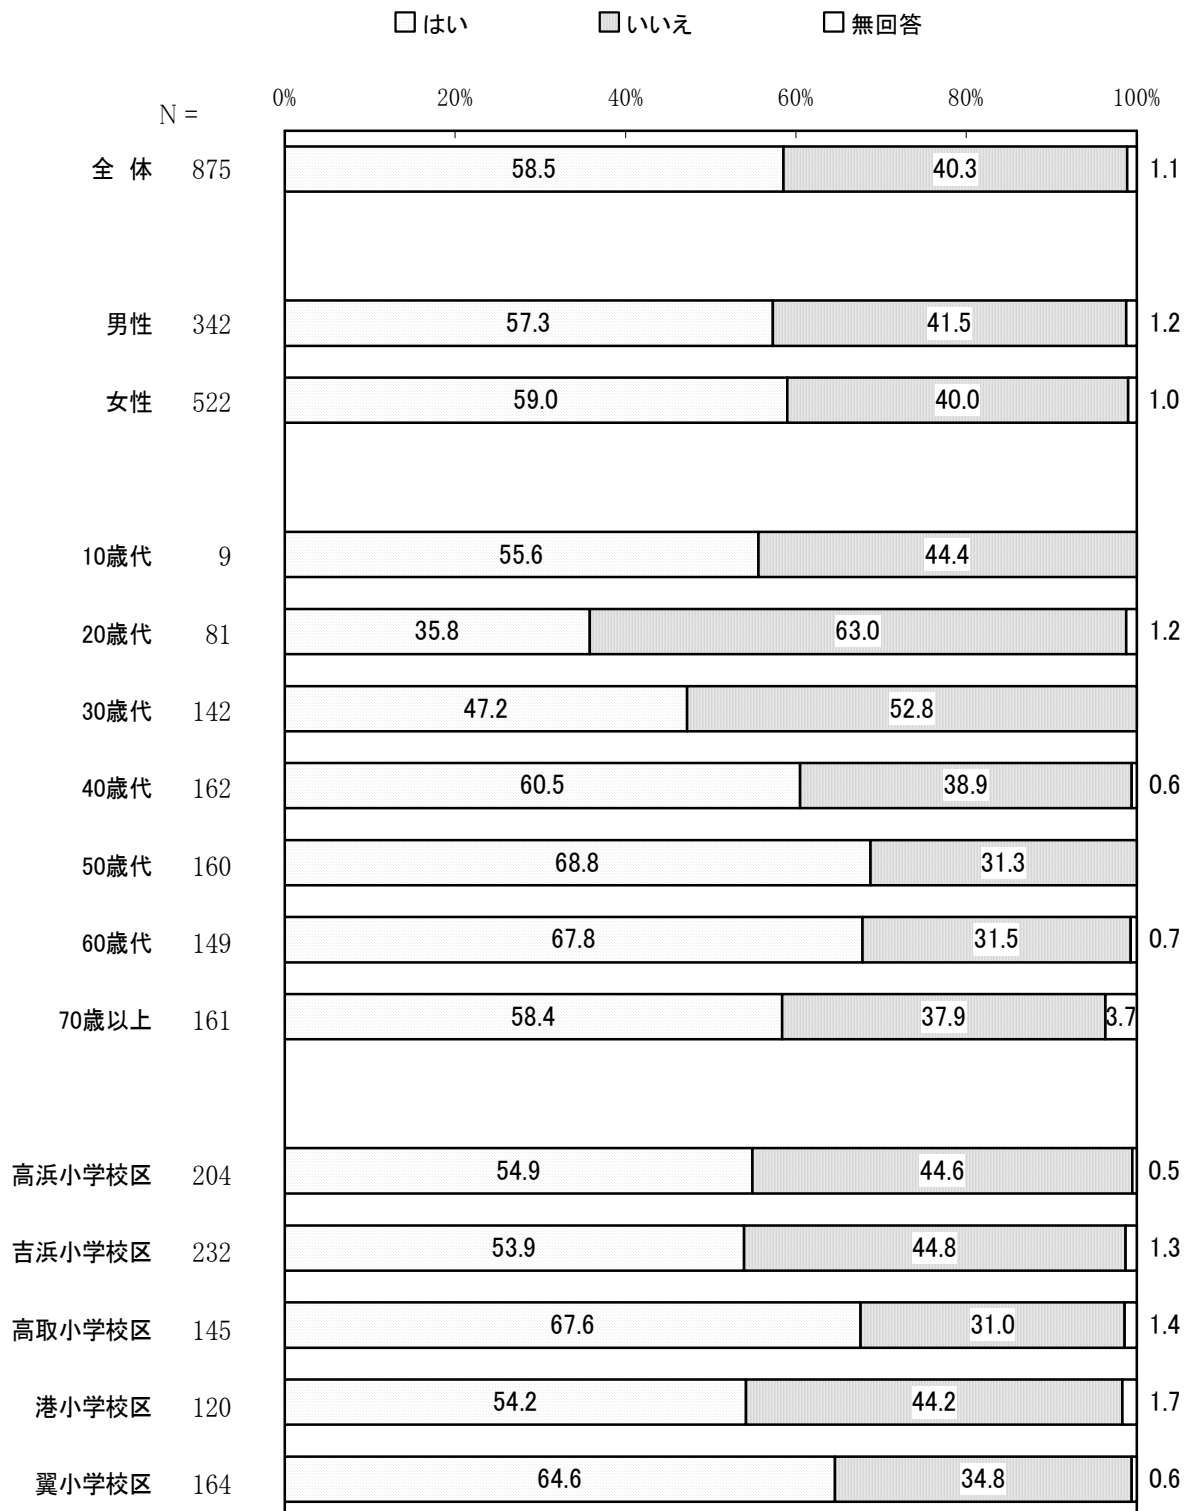 はい いいえ 無回答
0% 20% 40% 60% 80% 100%
N =
全 体 875 58.5 40.3 1.1
男性 342 57.3 41.5 1.2
女性 522 59.0 40.0 1.0
10歳代 9 55.6 44.4
20歳代 81 35.8 63.0 1.2
30歳代 142 47.2 52.8
40歳代 162 60.5 38.9 0.6
50歳代 160 68.8 31.3
60歳代 149 67.8 31.5 0.7
70歳以上 161 58.4 37.9 3.7
高浜小学校区 204 54.9 44.6 0.5
吉浜小学校区 232 53.9 44.8 1.3
高取小学校区 145 67.6 31.0 1.4
港小学校区 120 54.2 44.2 1.7
翼小学校区 164 64.6 34.8 0.6